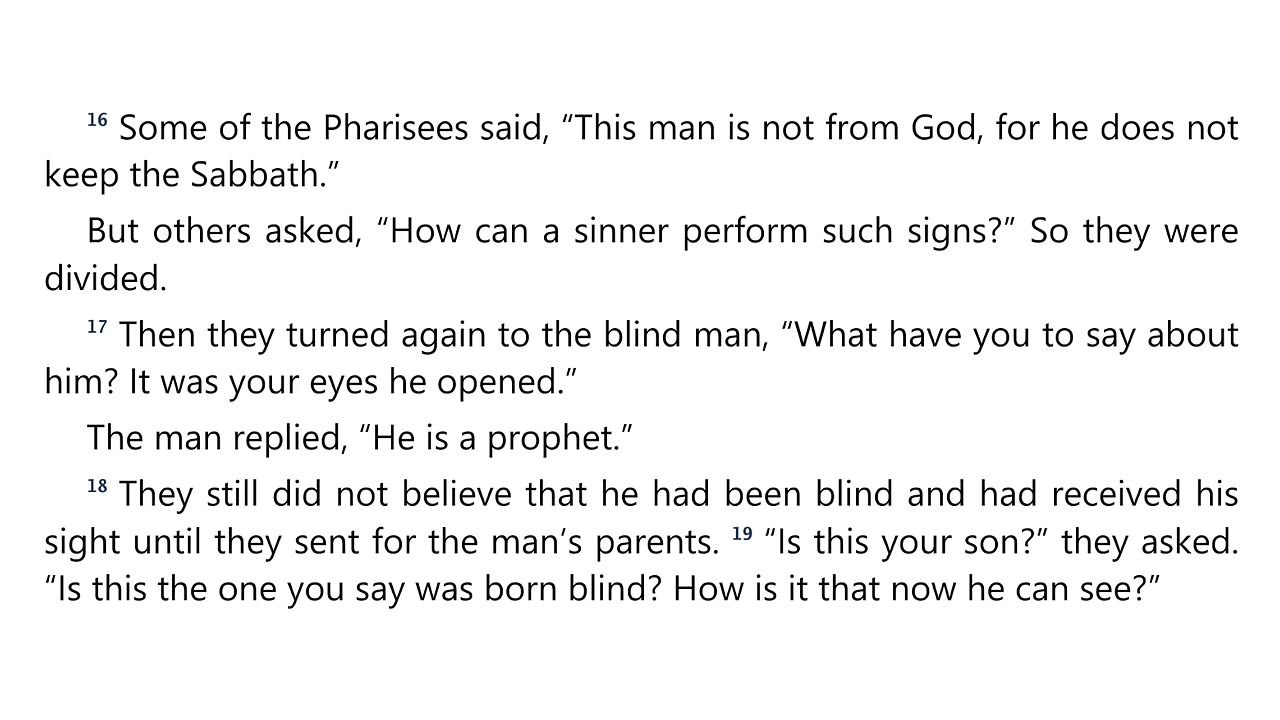 16 Some of the Pharisees said, “This man is not from God, for he does not
keep the Sabbath.”
But others asked, “How can a sinner perform such signs?” So they were
divided.
17 Then they turned again to the blind man, “What have you to say about
him? It was your eyes he opened.”
The man replied, “He is a prophet.”
18 They still did not believe that he had been blind and had received his
sight until they sent for the man’s parents. 19 “Is this your son?” they asked.
“Is this the one you say was born blind? How is it that now he can see?”